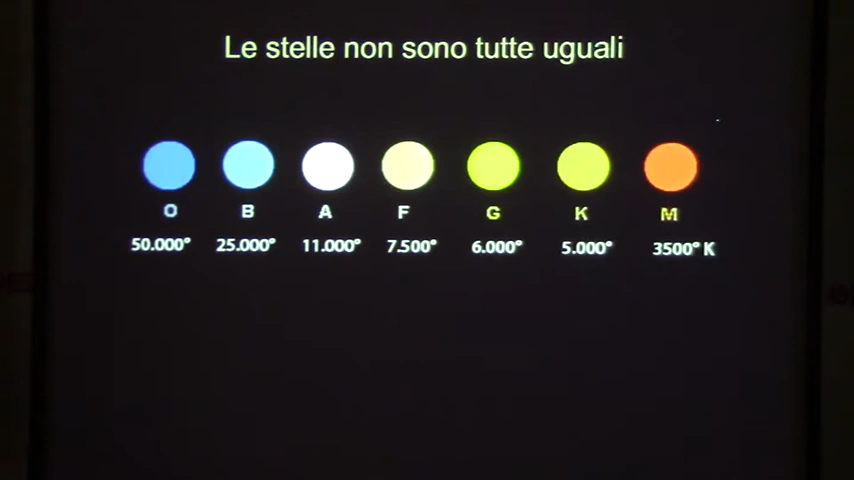 Le stelle non sono tutte uguali
O B A F G K M
50.000° 25.000° 11.000° 7.500° 6.000° 5.000° 3500° K